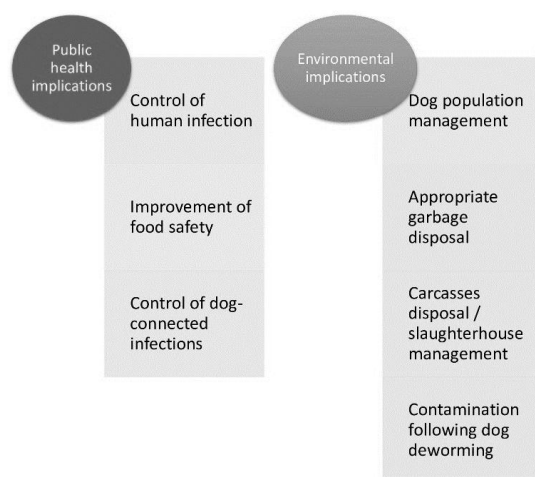 Public
health
implications
Control of
human infection
Improvement of
food safety
Control of dog-
connected
infections
Environmental
implications
Dog population
management
Appropriate
garbage
disposal
Carcasses
disposal /
slaughterhouse
management
Contamination
following dog
deworming